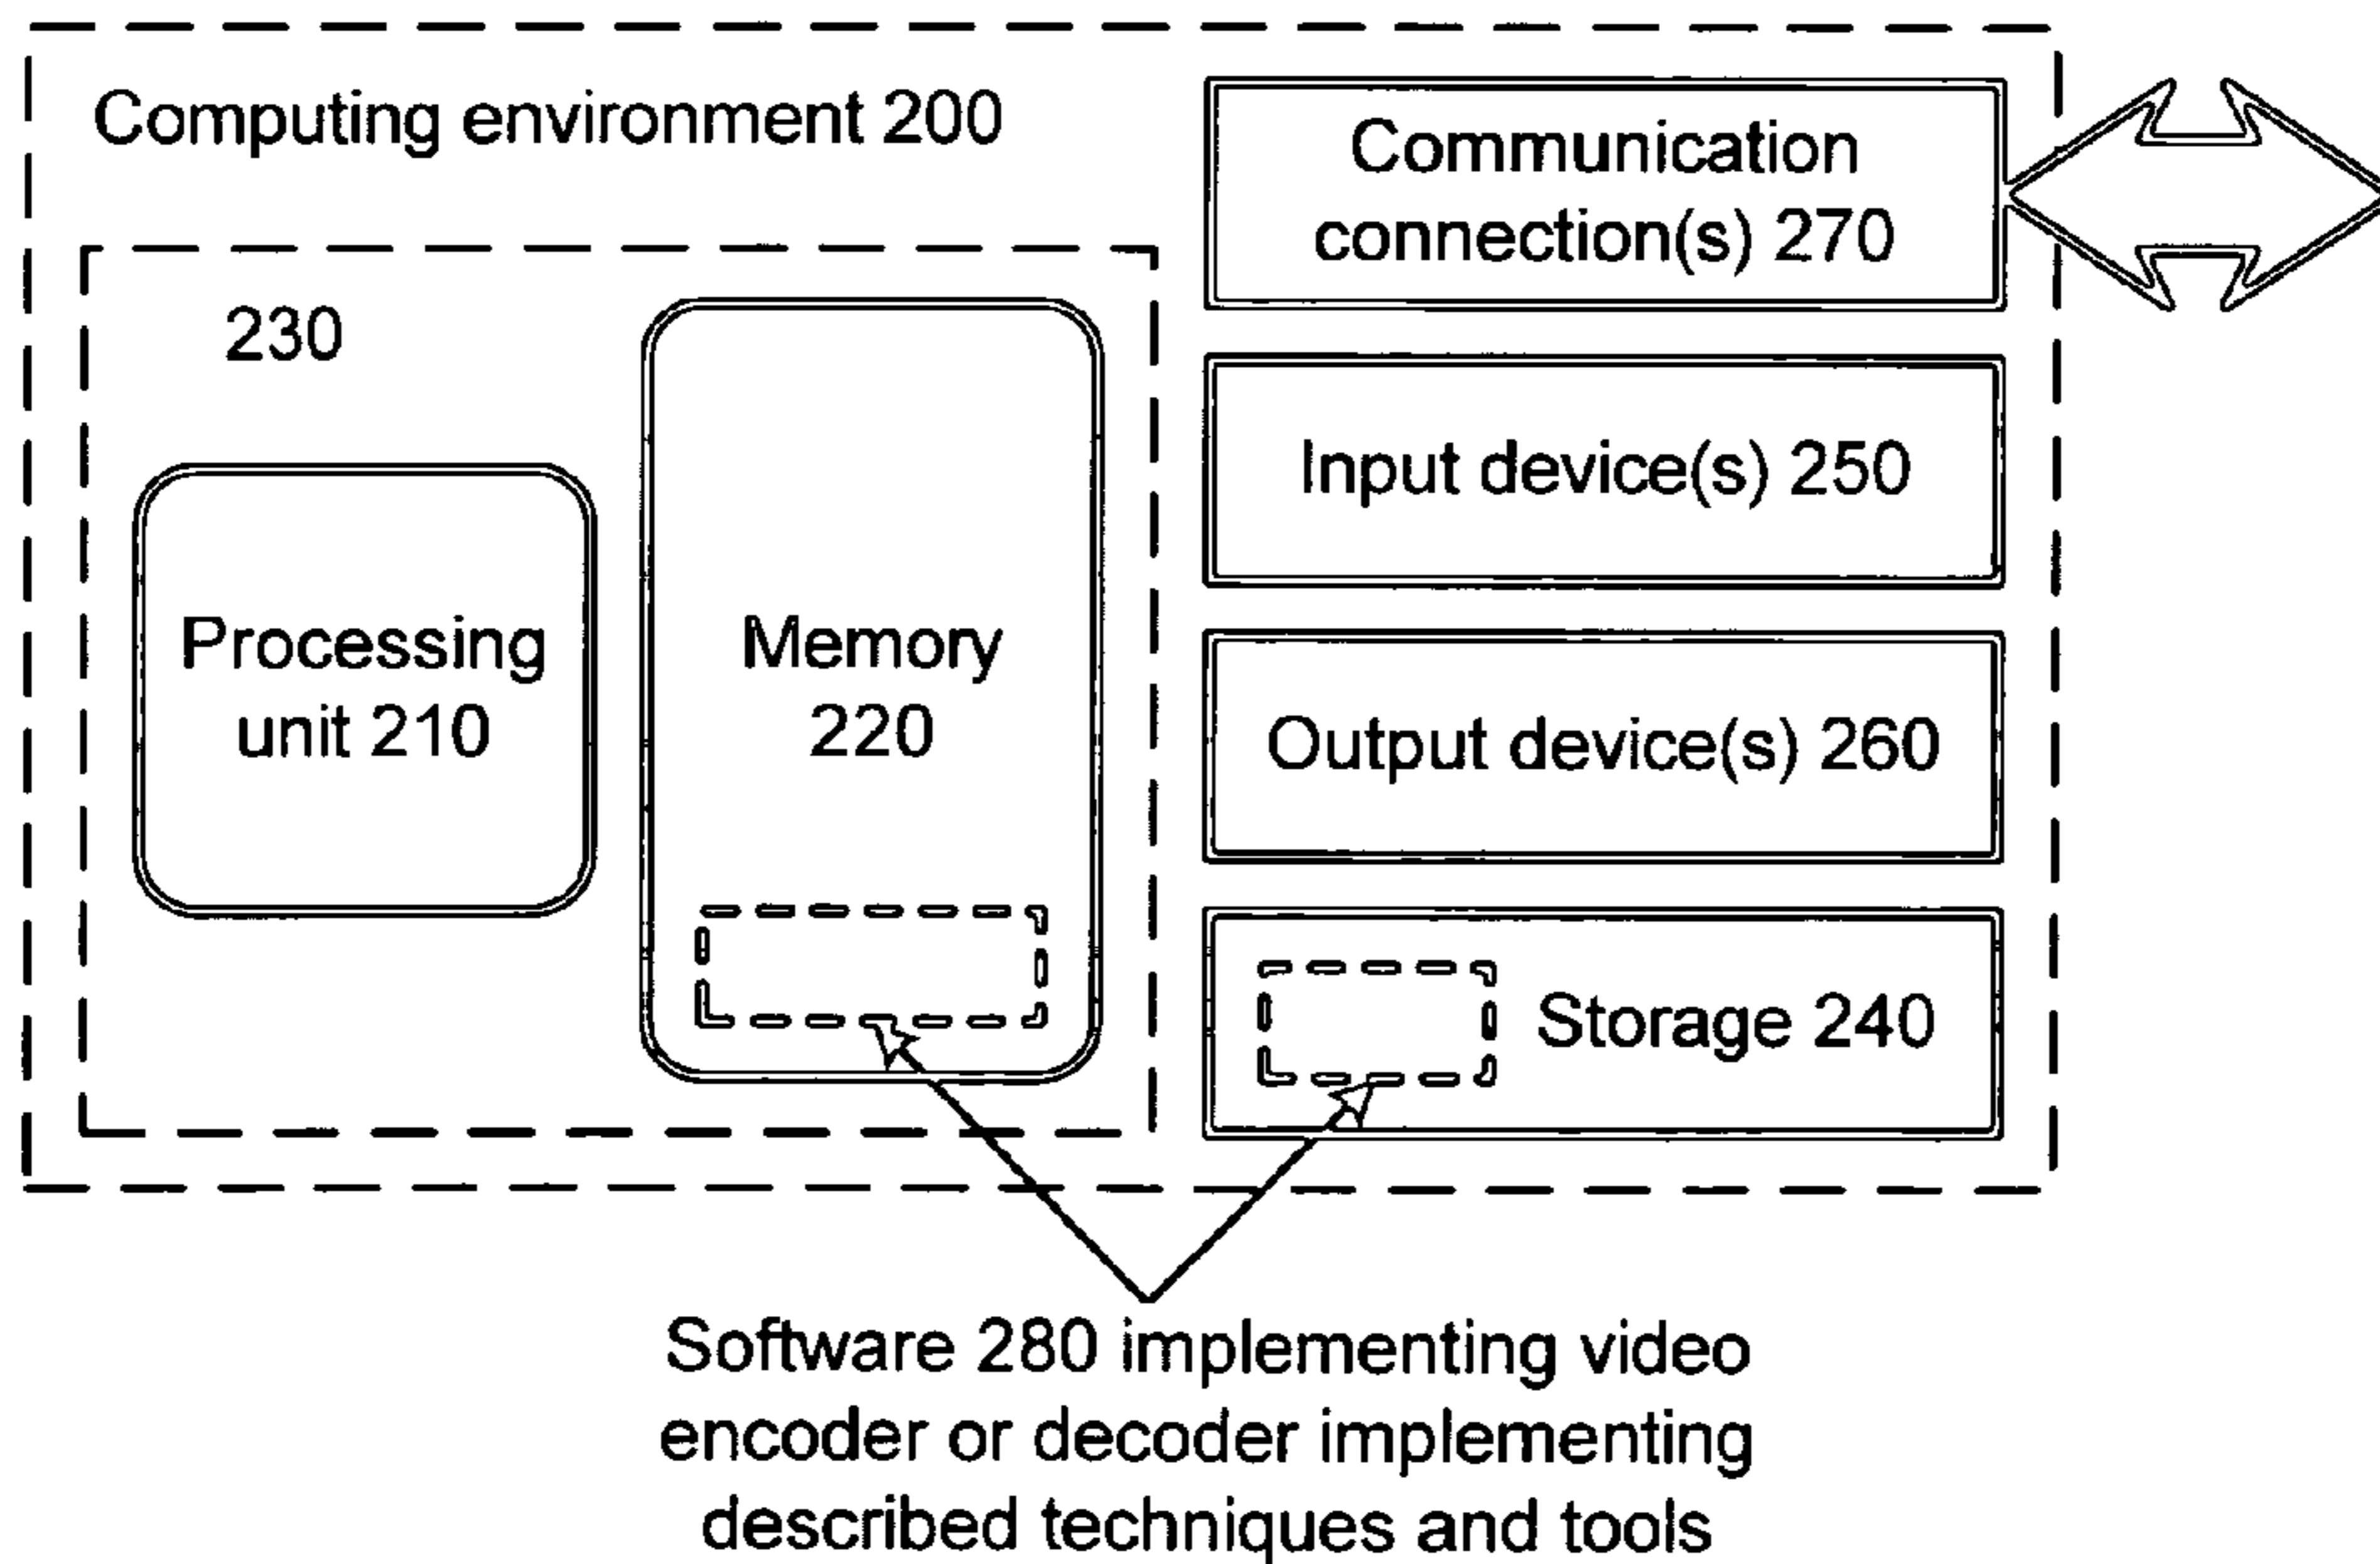 Computing environment 200
Communication
connection(s) 270
230
Input device(s) 250
Processing
unit 210
Memory
220
Output device(s) 260
Storage 240
Software 280 implementing video
encoder or decoder implementing
described techniques and tools